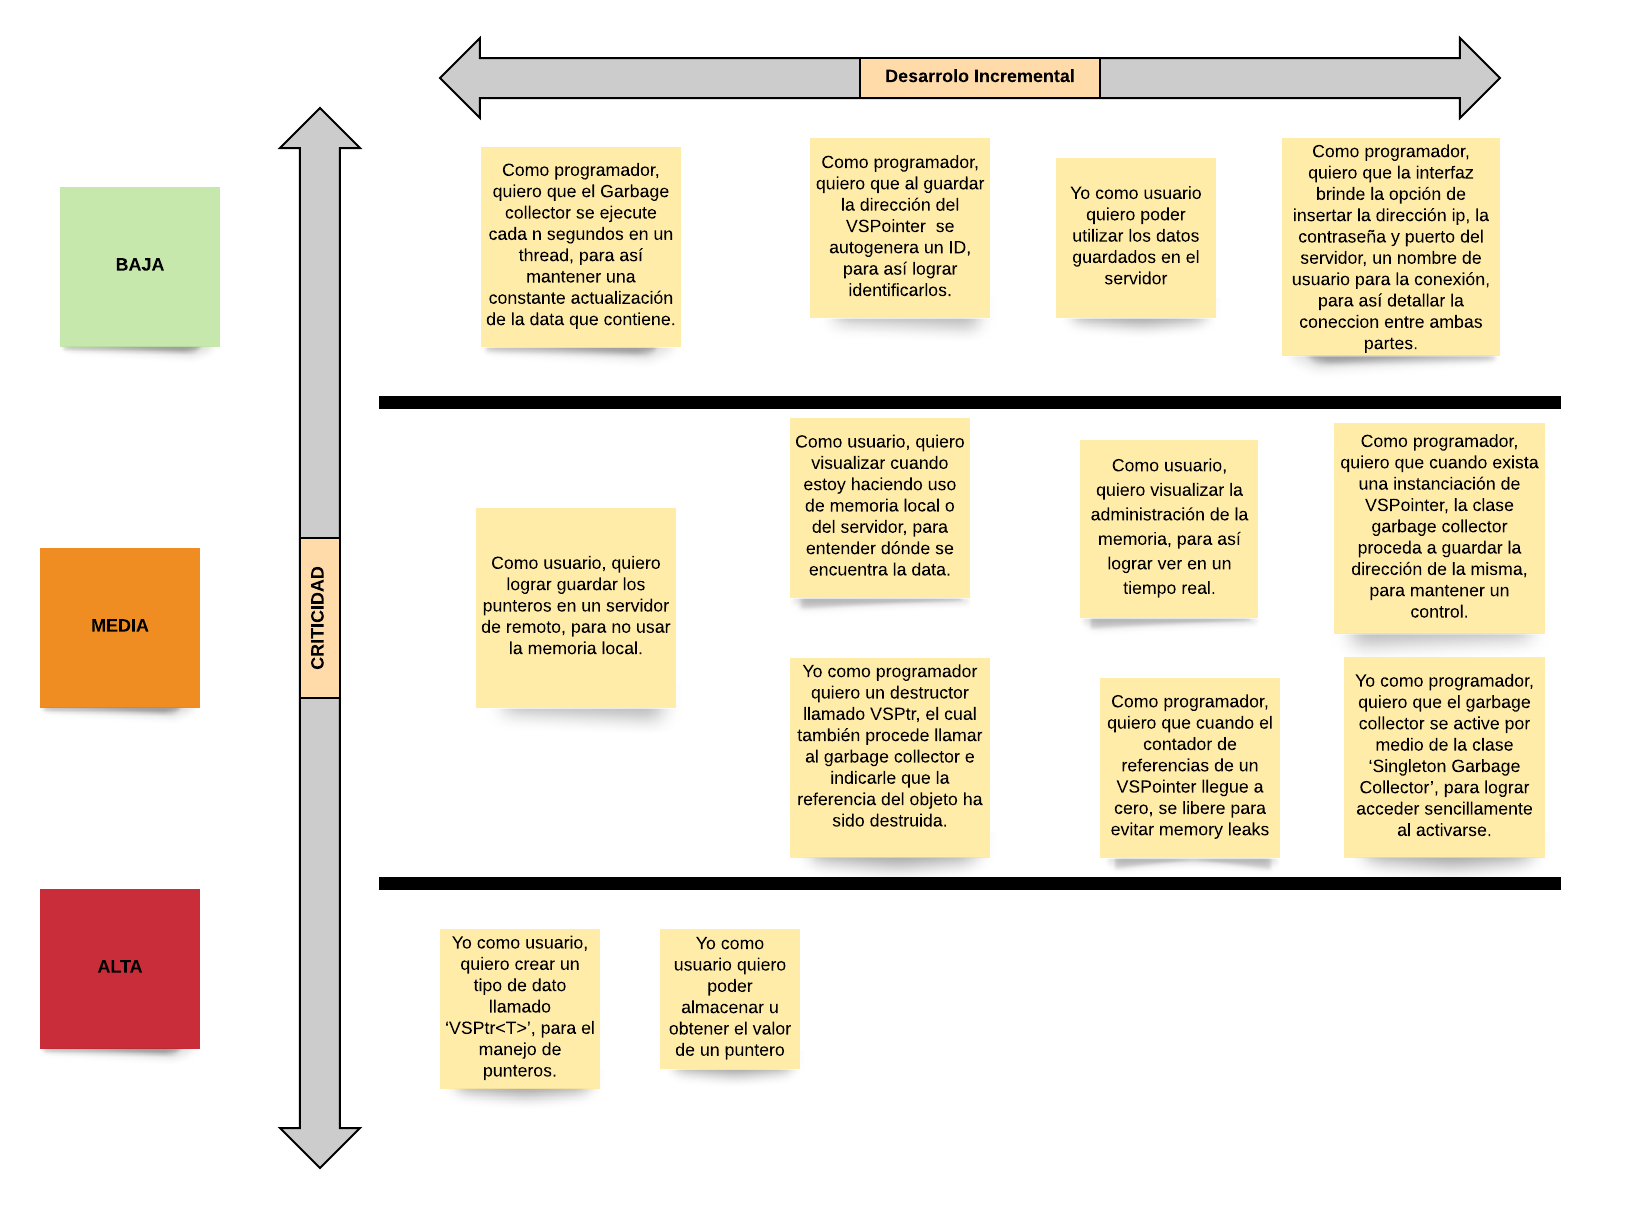 Desarrolo Incremental
BAJA
Como programador,
quiero que el Garbage
collector se ejecute
cada n segundos en un
thread, para así
mantener una
constante actualización
de la data que contiene.
Como programador,
quiero que al guardar
la dirección del
VSPointer  se
autogenera un ID,
para así lograr
identificarlos.
Yo como usuario
quiero poder
utilizar los datos
guardados en el
servidor
Como programador,
quiero que la interfaz
brinde la opción de
insertar la dirección ip, la
contraseña y puerto del
servidor, un nombre de
usuario para la conexión,
para así detallar la
coneccion entre ambas
partes.
CRITICIDAD
MEDIA
Como usuario, quiero
lograr guardar los
punteros en un servidor
de remoto, para no usar
la memoria local.
Como usuario, quiero
visualizar cuando
estoy haciendo uso
de memoria local o
del servidor, para
entender dónde se
encuentra la data.
Como usuario,
quiero visualizar la
administración de la
memoria, para así
lograr ver en un
tiempo real.
Como programador,
quiero que cuando exista
una instanciación de
VSPointer, la clase
garbage collector
proceda a guardar la
dirección de la misma,
para mantener un
control.
Yo como programador
quiero un destructor
llamado VSPtr, el cual
también procede llamar
al garbage collector e
indicarle que la
referencia del objeto ha
sido destruida.
Como programador,
quiero que cuando el
contador de
referencias de un
VSPointer llegue a
cero, se libere para
evitar memory leaks
Yo como programador,
quiero que el garbage
collector se active por
medio de la clase
‘Singleton Garbage
Collector’, para lograr
acceder sencillamente
al activarse.
ALTA
Yo como usuario,
quiero crear un
tipo de dato
llamado
‘VSPtr<T>’, para el
manejo de
punteros.
Yo como
usuario quiero
poder
almacenar u
obtener el valor
de un puntero